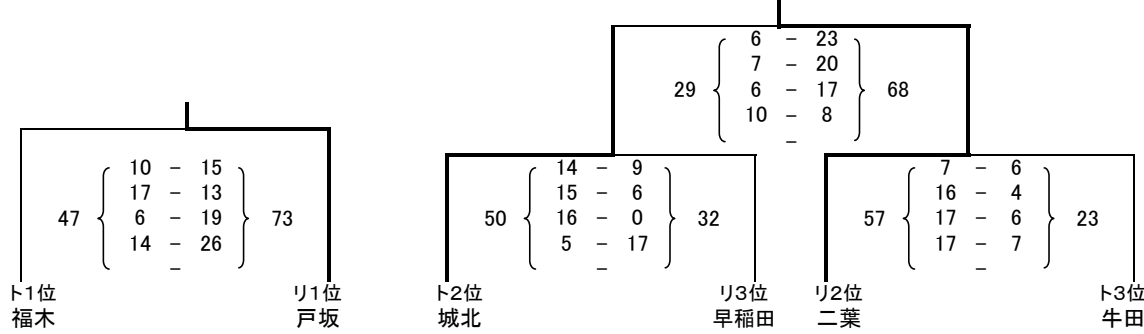 6 － 23
7 － 20
29 6 － 17 68
10 － 8
－
10 － 15
17 － 13
47 6 － 19 73
14 － 26
－
14 － 9
15 － 6
50 16 － 0 32
5 － 17
－
7 － 6
16 － 4
57 17 － 6 23
17 － 7
－
ト1位 リ1位 ト2位 リ3位 リ2位 ト3位
福木 戸坂 城北 早稲田 二葉 牛田